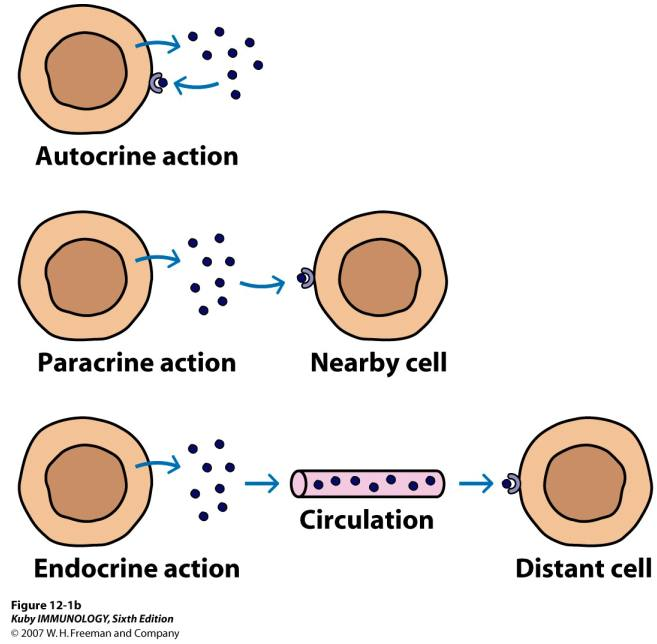 Autocrine action
Paracrine action
Nearby cell
Circulation
Endocrine action
Distant cell
Figure 12-1b
Kuby IMMUNOLOGY, Sixth Edition
© 2007 W. H. Freeman and Company